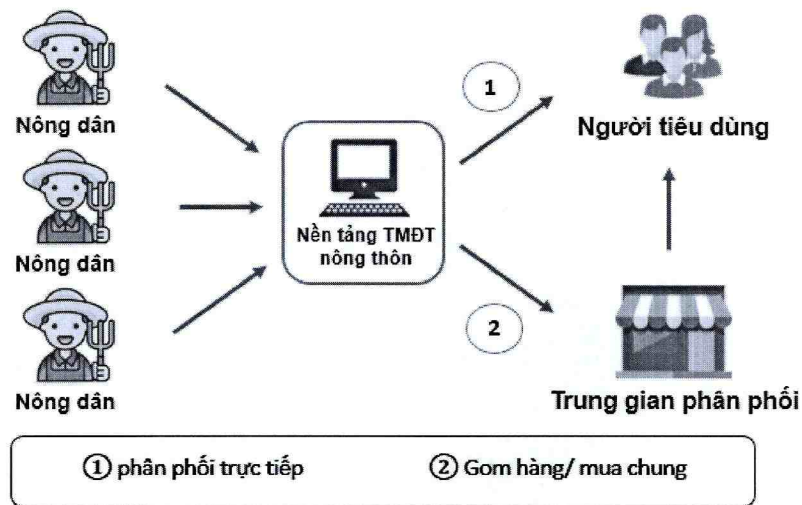 Nông dân
Nông dân
Nông dân
Nền tảng TMĐT
nông thôn
1
Người tiêu dùng
2
Trung gian phân phối
① phân phối trực tiếp
② Gom hàng/ mua chung